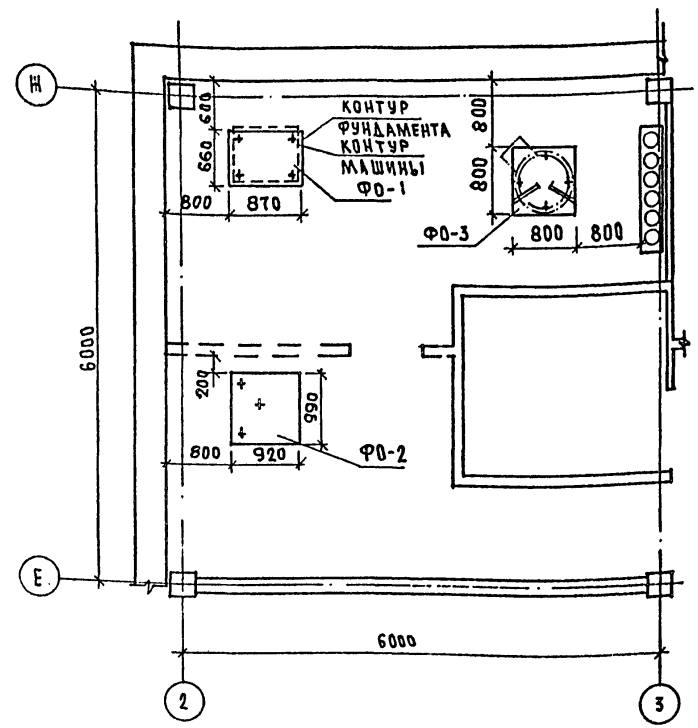 Ж
600
660
800
870
КОНТУР
ФУНДАМЕНТА
КОНТУР
МАШИНЫ
ФО-1
800
800
ФО-3
800
800
6000
200
990
800
920
ФО-2
Е
6000
2
3